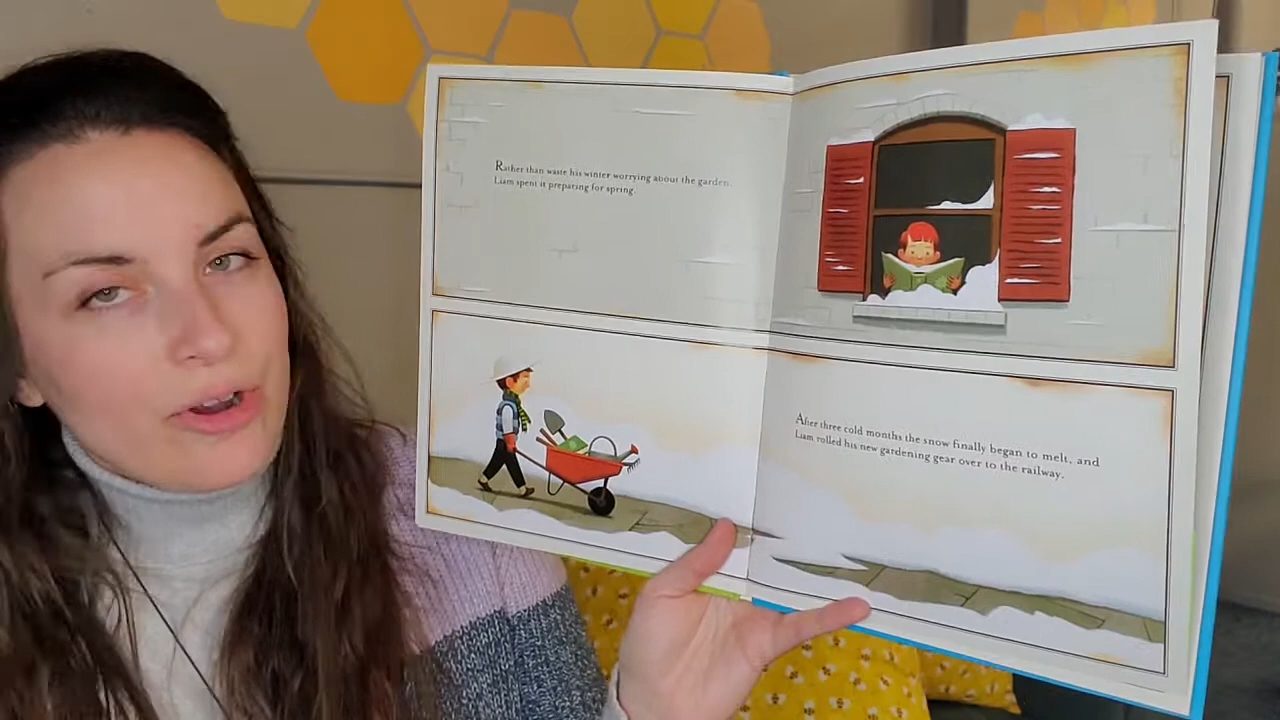 Rather than waste his winter worrying about the garden,
Liam spent it preparing for spring.
After three cold months the snow finally began to melt, and
Liam rolled his new gardening gear over to the railway.